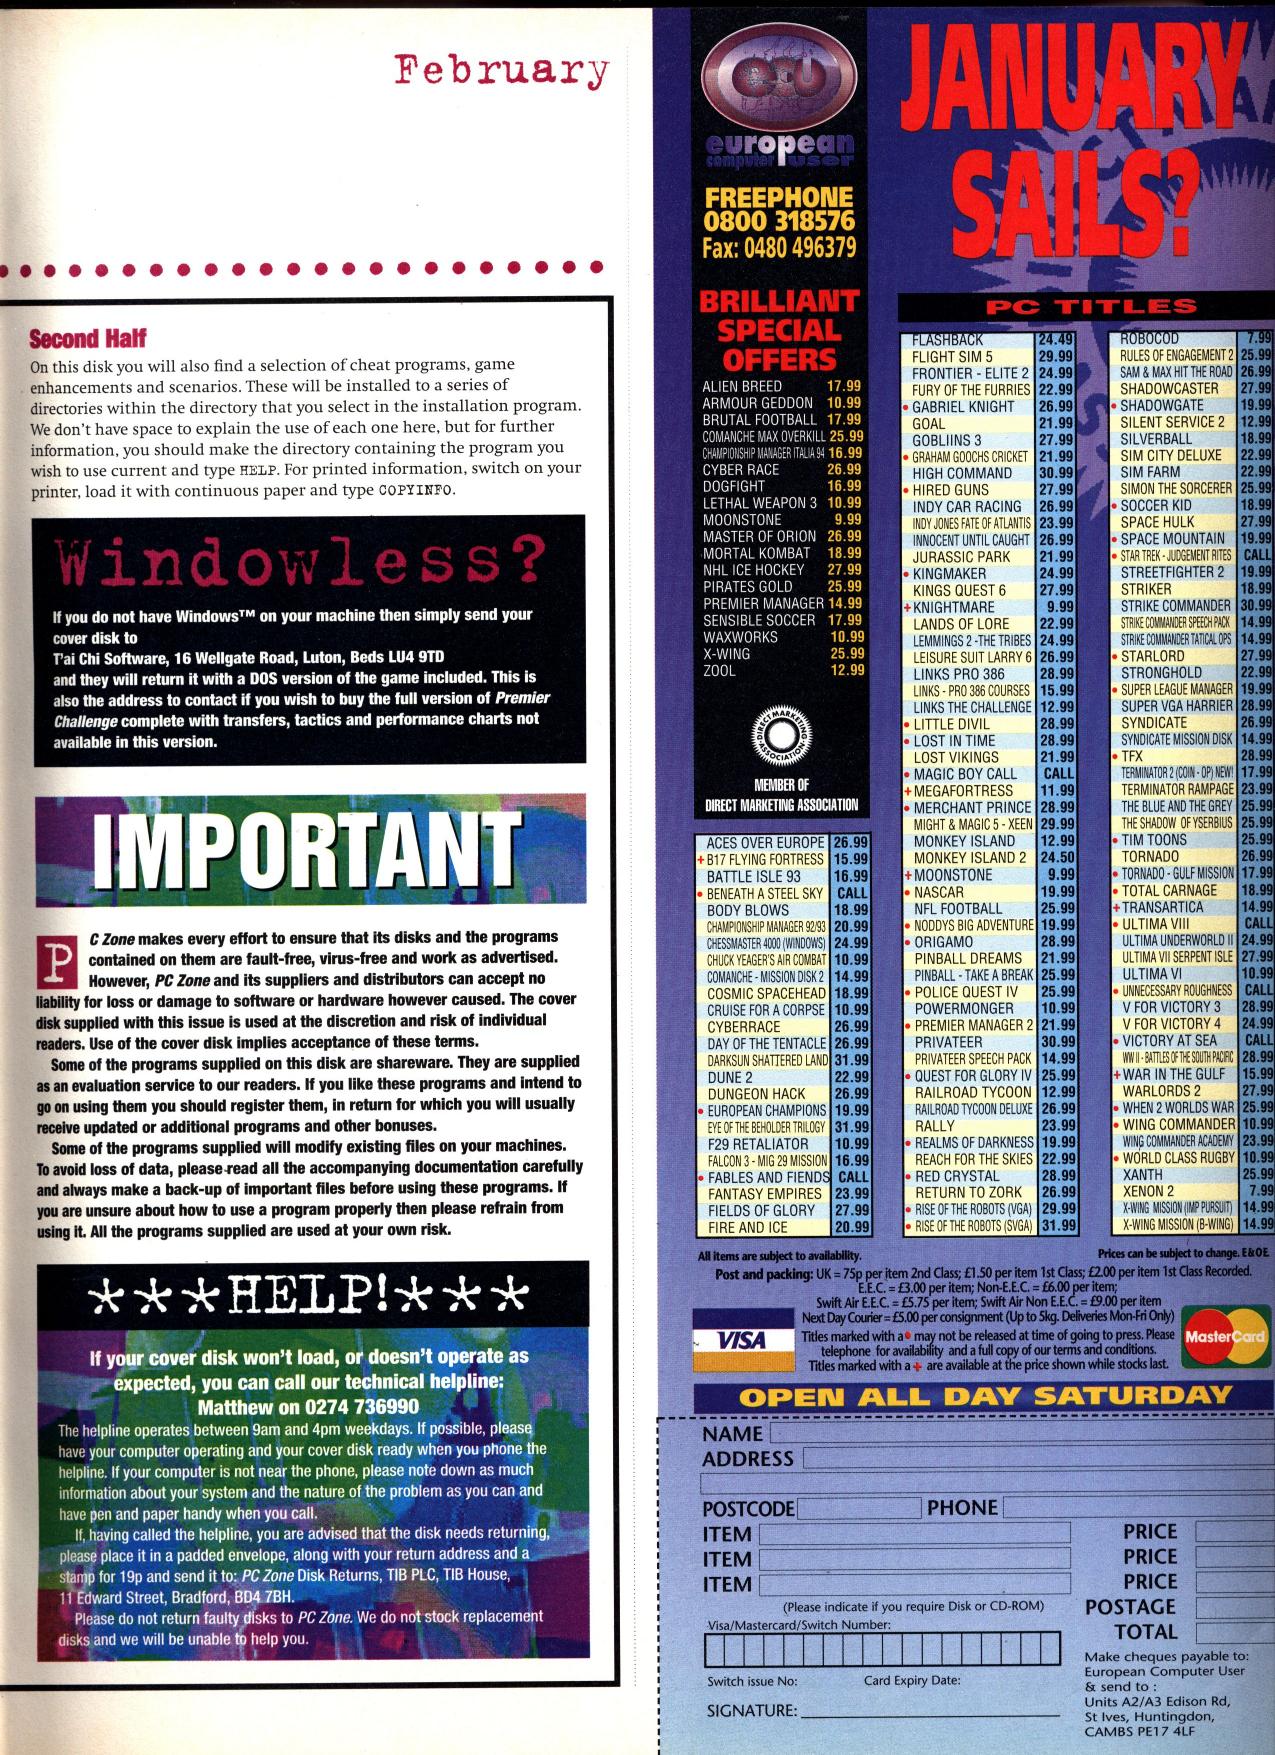 February
Second Half
On this disk you will also find a selection of cheat programs, game
enhancements and scenarios. These will be installed to a series of
directories within the directory that you select in the installation program.
We don't have space to explain the use of each one here, but for further
information, you should make the directory containing the program you
wish to use current and type HELP. For printed information, switch on your
printer, load it with continuous paper and type COPYINFO.
Windowless?
If you do not have Windows™ on your machine then simply send your
cover disk to
T'ai Chi Software, 16 Wellgate Road, Luton, Beds LU4 9TD
and they will return it with a DOS version of the game included. This is
also the address to contact if you wish to buy the full version of Premier
Challenge complete with transfers, tactics and performance charts not
available in this version.
IMPORTANT
PC Zone makes every effort to ensure that its disks and the programs
contained on them are fault-free, virus-free and work as advertised.
However, PC Zone and its suppliers and distributors can accept no
liability for loss or damage to software or hardware however caused. The cover
disk supplied with this issue is used at the discretion and risk of individual
readers. Use of the cover disk implies acceptance of these terms.
Some of the programs supplied on this disk are shareware. They are supplied
as an evaluation service to our readers. If you like these programs and intend to
go on using them you should register them, in return for which you will usually
receive updated or additional programs and other bonuses.
Some of the programs supplied will modify existing files on your machines.
To avoid loss of data, please read all the accompanying documentation carefully
and always make a back-up of important files before using these programs. If
you are unsure about how to use a program properly then please refrain from
using it. All the programs supplied are used at your own risk.
***HELP!***
If your cover disk won't load, or doesn't operate as
expected, you can call our technical helpline:
Matthew on 0274 736990
The helpline operates between 9am and 4pm weekdays. If possible, please
have your computer operating and your cover disk ready when you phone the
helpline. If your computer is not near the phone, please note down as much
information about your system and the nature of the problem as you can and
have pen and paper handy when you call.
If, having called the helpline, you are advised that the disk needs returning,
please place it in a padded envelope, along with your return address and a
stamp for 19p and send it to: PC Zone Disk Returns, TIB PLC, TIB House,
11 Edward Street, Bradford, BD4 7BH.
Please do not return faulty disks to PC Zone. We do not stock replacement
disks and we will be unable to help you.
ecu
european
computer user
FREEPHONE
0800 318576
Fax: 0480 496379
BRILLIANT
SPECIAL
OFFERS
ALIEN BREED 17.99
ARMOUR GEDDON 10.99
BRUTAL FOOTBALL 17.99
COMANCHE MAX OVERKILL 25.99
CHAMPIONSHIP MANAGER ITALIA 94 16.99
CYBER RACE 26.99
DOGFIGHT 16.99
LETHAL WEAPON 3 10.99
MOONSTONE 9.99
MASTER OF ORION 26.99
MORTAL KOMBAT 18.99
NHL ICE HOCKEY 27.99
PIRATES GOLD 25.99
PREMIER MANAGER 14.99
SENSIBLE SOCCER 17.99
WAXWORKS 10.99
X-WING 25.99
ZOOL 12.99
DIRECT MARKETING ASSOCIATION
MEMBER OF
DIRECT MARKETING ASSOCIATION
JANUARY
SAILS?
PC TITLES
ACES OVER EUROPE 26.99
+ B17 FLYING FORTRESS 15.99
BATTLE ISLE 93 16.99
• BENEATH A STEEL SKY CALL
BODY BLOWS 18.99
CHAMPIONSHIP MANAGER 92/93 20.99
CHESSMASTER 4000 (WINDOWS) 24.99
CHUCK YEAGER'S AIR COMBAT 10.99
COMANCHE - MISSION DISK 2 14.99
COSMIC SPACEHEAD 18.99
CRUISE FOR A CORPSE 10.99
CYBERRACE 26.99
DAY OF THE TENTACLE 26.99
DARKSUN SHATTERED LAND 31.99
DUNE 2 22.99
DUNGEON HACK 26.99
• EUROPEAN CHAMPIONS 19.99
EYE OF THE BEHOLDER TRILOGY 31.99
F29 RETALIATOR 10.99
FALCON 3 - MIG 29 MISSION 16.99
• FABLES AND FIENDS CALL
FANTASY EMPIRES 23.99
FIELDS OF GLORY 27.99
FIRE AND ICE 20.99
FLASHBACK 24.49
FLIGHT SIM 5 29.99
FRONTIER - ELITE 2 24.99
FURY OF THE FURRIES 22.99
• GABRIEL KNIGHT 26.99
GOAL 21.99
GOBLIINS 3 27.99
• GRAHAM GOOCHS CRICKET 21.99
HIGH COMMAND 30.99
• HIRED GUNS 27.99
INDY CAR RACING 26.99
INDY JONES FATE OF ATLANTIS 23.99
INNOCENT UNTIL CAUGHT 26.99
JURASSIC PARK 21.99
• KINGMAKER 24.99
KINGS QUEST 6 27.99
+ KNIGHTMARE 9.99
LANDS OF LORE 22.99
LEMMINGS 2 -THE TRIBES 24.99
LEISURE SUIT LARRY 6 26.99
LINKS PRO 386 28.99
LINKS - PRO 386 COURSES 15.99
LINKS THE CHALLENGE 12.99
• LITTLE DIVIL 28.99
• LOST IN TIME 28.99
LOST VIKINGS 21.99
• MAGIC BOY CALL CALL
+ MEGAFORTRESS 11.99
• MERCHANT PRINCE 28.99
MIGHT & MAGIC 5 - XEEN 29.99
MONKEY ISLAND 12.99
MONKEY ISLAND 2 24.50
+ MOONSTONE 9.99
• NASCAR 19.99
NFL FOOTBALL 25.99
• NODDYS BIG ADVENTURE 19.99
• ORIGAMO 28.99
PINBALL DREAMS 21.99
PINBALL - TAKE A BREAK 25.99
• POLICE QUEST IV 25.99
POWERMONGER 10.99
• PREMIER MANAGER 2 21.99
PRIVATEER 30.99
PRIVATEER SPEECH PACK 14.99
• QUEST FOR GLORY IV 25.99
RAILROAD TYCOON 12.99
RAILROAD TYCOON DELUXE 26.99
RALLY 23.99
• REALMS OF DARKNESS 19.99
REACH FOR THE SKIES 22.99
• RED CRYSTAL 28.99
RETURN TO ZORK 26.99
• RISE OF THE ROBOTS (VGA) 29.99
• RISE OF THE ROBOTS (SVGA) 31.99
ROBOCOD 7.99
RULES OF ENGAGEMENT 2 25.99
SAM & MAX HIT THE ROAD 26.99
SHADOWCASTER 27.99
• SHADOWGATE 19.99
SILENT SERVICE 2 12.99
SILVERBALL 18.99
SIM CITY DELUXE 22.99
SIM FARM 22.99
SIMON THE SORCERER 25.99
• SOCCER KID 18.99
SPACE HULK 27.99
• SPACE MOUNTAIN 19.99
• STAR TREK - JUDGEMENT RITES CALL
STREETFIGHTER 2 19.99
STRIKER 18.99
STRIKE COMMANDER 30.99
STRIKE COMMANDER SPEECH PACK 14.99
STRIKE COMMANDER TATICAL OPS 14.99
• STARLORD 27.99
STRONGHOLD 22.99
• SUPER LEAGUE MANAGER 19.99
SUPER VGA HARRIER 28.99
SYNDICATE 26.99
SYNDICATE MISSION DISK 14.99
• TFX 28.99
TERMINATOR 2 (COIN - OP) NEW! 17.99
TERMINATOR RAMPAGE 23.99
THE BLUE AND THE GREY 25.99
THE SHADOW OF YSERBIUS 25.99
• TIM TOONS 25.99
TORNADO 26.99
• TORNADO - GULF MISSION 17.99
• TOTAL CARNAGE 18.99
+ TRANSARTICA 14.99
• ULTIMA VIII CALL
ULTIMA UNDERWORLD II 24.99
ULTIMA VII SERPENT ISLE 27.99
ULTIMA VI 10.99
• UNNECESSARY ROUGHNESS CALL
V FOR VICTORY 3 28.99
V FOR VICTORY 4 24.99
• VICTORY AT SEA CALL
WW II - BATTLES OF THE SOUTH PACIFIC 28.99
+ WAR IN THE GULF 15.99
WARLORDS 2 27.99
• WHEN 2 WORLDS WAR 25.99
• WING COMMANDER 10.99
WING COMMANDER ACADEMY 23.99
• WORLD CLASS RUGBY 10.99
XANTH 25.99
XENON 2 7.99
X-WING MISSION (IMP PURSUIT) 14.99
X-WING MISSION (B-WING) 14.99
All items are subject to availability. Prices can be subject to change. E&OE
Post and packing: UK = 75p per item 2nd Class; £1.50 per item 1st Class; £2.00 per item 1st Class Recorded.
E.E.C. = £3.00 per item; Non-E.E.C. = £6.00 per item;
Swift Air E.E.C. = £5.75 per item; Swift Air Non E.E.C. = £9.00 per item
Next Day Courier = £5.00 per consignment (Up to 5kg. Deliveries Mon-Fri Only)
Titles marked with a • may not be released at time of going to press. Please
telephone for availability and a full copy of our terms and conditions.
Titles marked with a + are available at the price shown while stocks last.
VISA
MasterCard
OPEN ALL DAY SATURDAY
NAME
ADDRESS
POSTCODE PHONE
ITEM PRICE
ITEM PRICE
ITEM PRICE
(Please indicate if you require Disk or CD-ROM) POSTAGE
Visa/Mastercard/Switch Number: TOTAL
Switch issue No: Card Expiry Date:
SIGNATURE:
Make cheques payable to:
European Computer User
& send to :
Units A2/A3 Edison Rd,
St Ives, Huntingdon,
CAMBS PE17 4LF